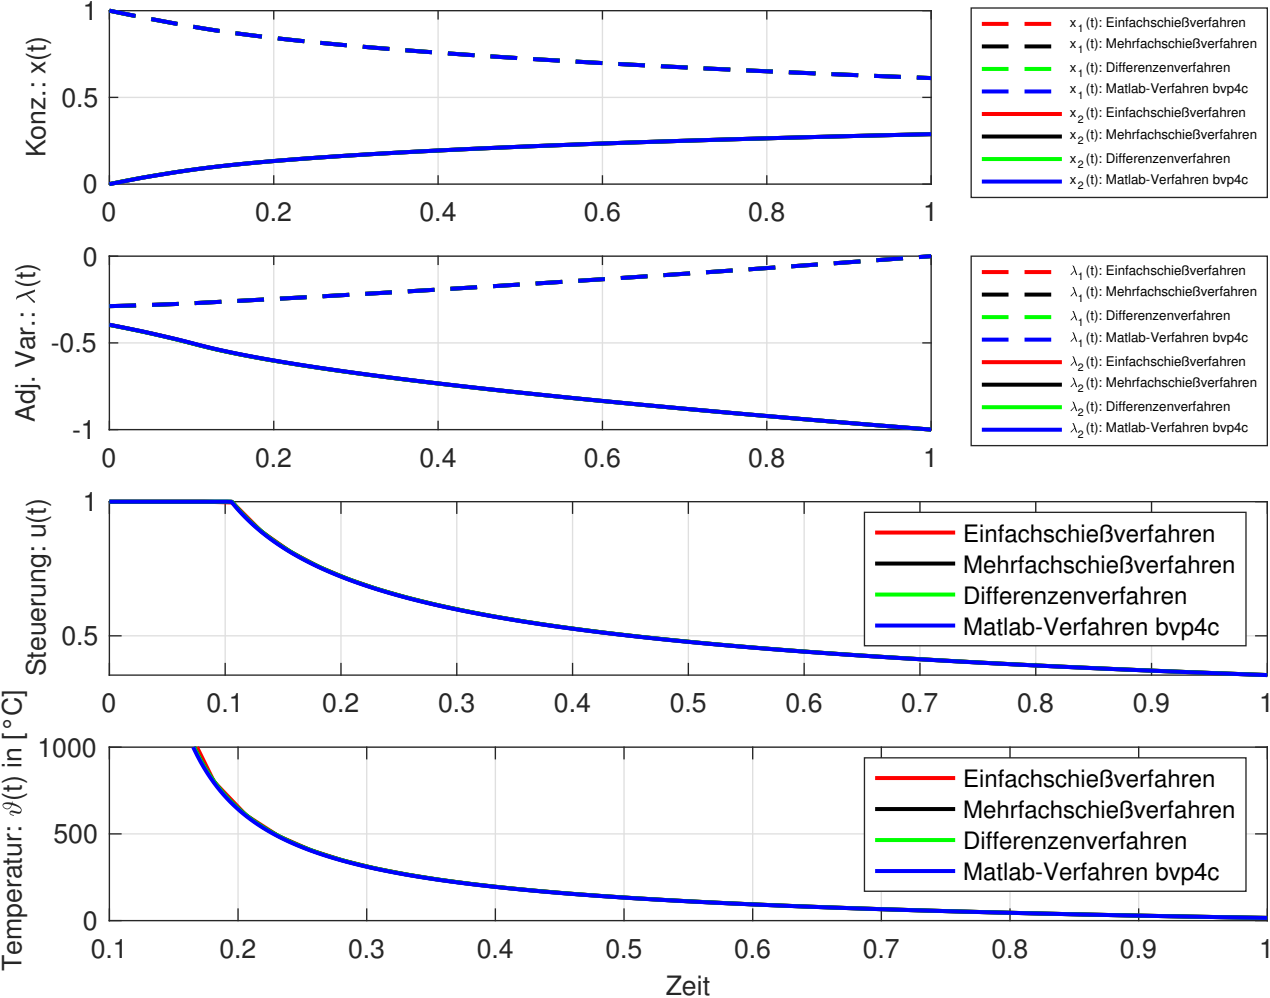 Konz.: x(t)
1
0.5
0
0 0.2 0.4 0.6 0.8 1
x1(t): Einfachschießverfahren
x1(t): Mehrfachschießverfahren
x1(t): Differenzenverfahren
x1(t): Matlab-Verfahren bvp4c
x2(t): Einfachschießverfahren
x2(t): Mehrfachschießverfahren
x2(t): Differenzenverfahren
x2(t): Matlab-Verfahren bvp4c
Adj. Var.: λ(t)
0
-0.5
-1
0 0.2 0.4 0.6 0.8 1
λ1(t): Einfachschießverfahren
λ1(t): Mehrfachschießverfahren
λ1(t): Differenzenverfahren
λ1(t): Matlab-Verfahren bvp4c
λ2(t): Einfachschießverfahren
λ2(t): Mehrfachschießverfahren
λ2(t): Differenzenverfahren
λ2(t): Matlab-Verfahren bvp4c
Steuerung: u(t)
1
0.5
0 0.1 0.2 0.3 0.4 0.5 0.6 0.7 0.8 0.9 1
Einfachschießverfahren
Mehrfachschießverfahren
Differenzenverfahren
Matlab-Verfahren bvp4c
Temperatur: ϑ(t) in [°C]
1000
500
0
0.1 0.2 0.3 0.4 0.5 0.6 0.7 0.8 0.9 1
Einfachschießverfahren
Mehrfachschießverfahren
Differenzenverfahren
Matlab-Verfahren bvp4c
Zeit